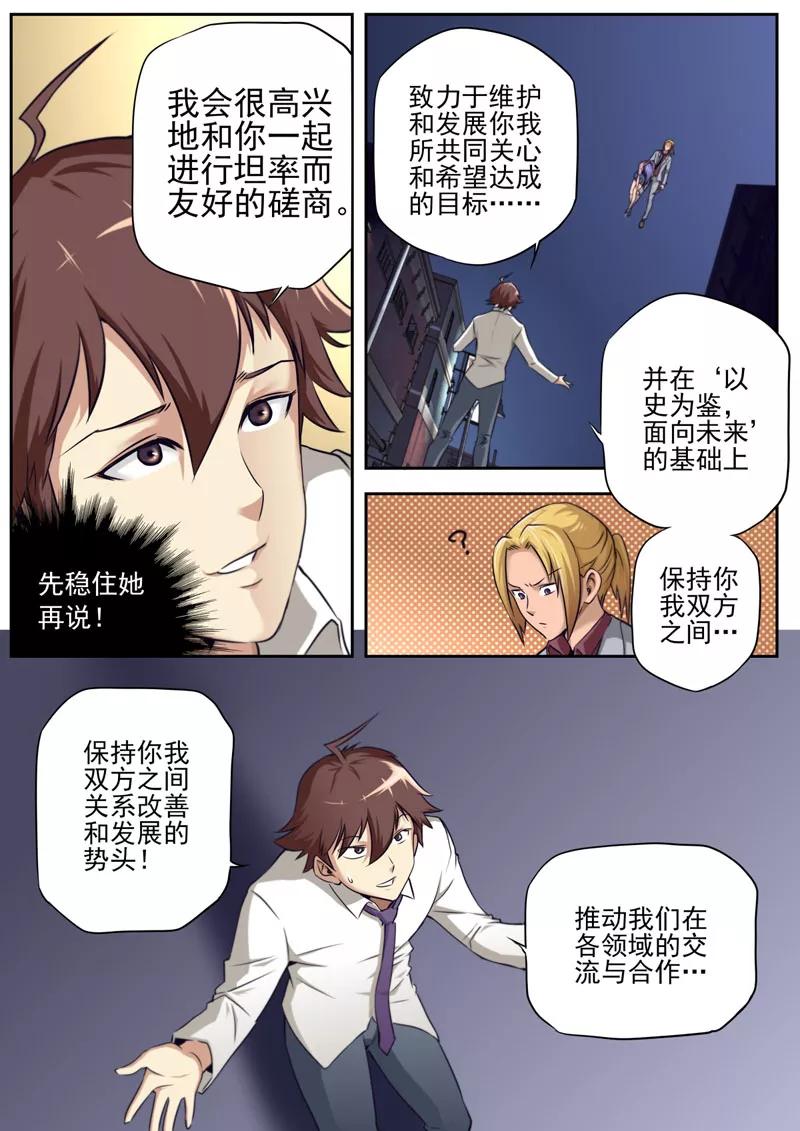 我会很高兴
地和你一起
进行坦率而
友好的磋商。
先稳住她
再说！
致力于维护
和发展你我
所共同关心
和希望达成
的目标……
并在‘以
史为鉴，
面向未来’
的基础上
?
保持你
我双方
之间…
保持你我
双方之间
关系改善
和发展的
势头！
推动我们在
各领域的交
流与合作…